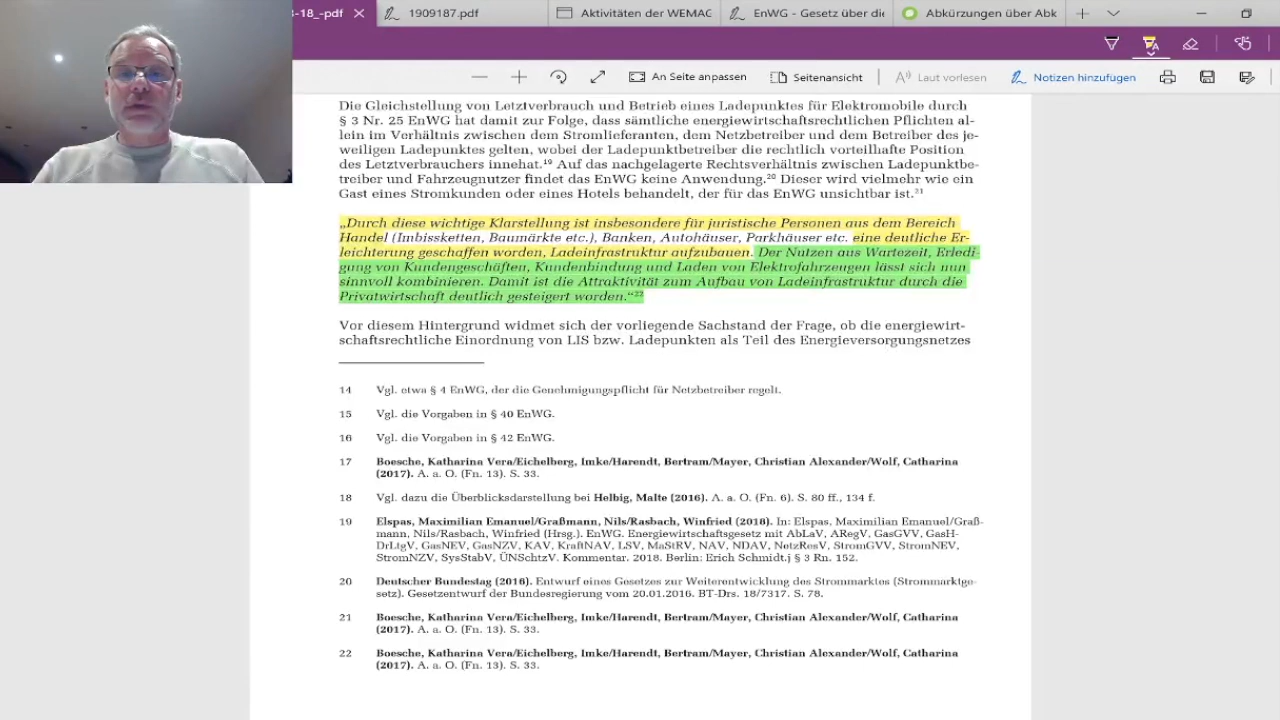 3-18_-pdf
1909187.pdf
Aktivitäten der WEMAG
EnWG - Gesetz über die
Abkürzungen über Abk
An Seite anpassen
Seitenansicht
Laut vorlesen
Notizen hinzufügen
Die Gleichstellung von Letztverbrauch und Betrieb eines Ladepunktes für Elektromobile durch
§ 3 Nr. 25 EnWG hat damit zur Folge, dass sämtliche energiewirtschaftsrechtlichen Pflichten al-
lein im Verhältnis zwischen dem Stromlieferanten, dem Netzbetreiber und dem Betreiber des je-
weiligen Ladepunktes gelten, wobei der Ladepunktbetreiber die rechtlich vorteilhafte Position
des Letztverbrauchers innehat.19 Auf das nachgelagerte Rechtsverhältnis zwischen Ladepunktbe-
treiber und Fahrzeugnutzer findet das EnWG keine Anwendung.20 Dieser wird vielmehr wie ein
Gast eines Stromkunden oder eines Hotels behandelt, der für das EnWG unsichtbar ist.21
„Durch diese wichtige Klarstellung ist insbesondere für juristische Personen aus dem Bereich
Handel (Imbissketten, Baumärkte etc.), Banken, Autohäuser, Parkhäuser etc. eine deutliche Er-
leichterung geschaffen worden, Ladeinfrastruktur aufzubauen. Der Nutzen aus Wartezeit, Erledi-
gung von Kundengeschäften, Kundenbindung und Laden von Elektrofahrzeugen lässt sich nun
sinnvoll kombinieren. Damit ist die Attraktivität zum Aufbau von Ladeinfrastruktur durch die
Privatwirtschaft deutlich gesteigert worden.“22
Vor diesem Hintergrund widmet sich der vorliegende Sachstand der Frage, ob die energiewirt-
schaftsrechtliche Einordnung von LIS bzw. Ladepunkten als Teil des Energieversorgungsnetzes
14 Vgl. etwa § 4 EnWG, der die Genehmigungspflicht für Netzbetreiber regelt.
15 Vgl. die Vorgaben in § 40 EnWG.
16 Vgl. die Vorgaben in § 42 EnWG.
17 Boesche, Katharina Vera/Eichelberg, Imke/Harendt, Bertram/Mayer, Christian Alexander/Wolf, Catharina
(2017). A. a. O. (Fn. 13). S. 33.
18 Vgl. dazu die Überblicksdarstellung bei Helbig, Malte (2016). A. a. O. (Fn. 6). S. 80 ff., 134 f.
19 Elspas, Maximilian Emanuel/Graßmann, Nils/Rasbach, Winfried (2018). In: Elspas, Maximilian Emanuel/Graß-
mann, Nils/Rasbach, Winfried (Hrsg.). EnWG. Energiewirtschaftsgesetz mit AbLaV, ARegV, GasGVV, GasH-
DrLtgV, GasNEV, GasNZV, KAV, KraftNAV, LSV, MaStRV, NAV, NDAV, NetzResV, StromGVV, StromNEV,
StromNZV, SysStabV, ÜNSchtzV. Kommentar. 2018. Berlin: Erich Schmidt.j § 3 Rn. 152.
20 Deutscher Bundestag (2016). Entwurf eines Gesetzes zur Weiterentwicklung des Strommarktes (Strommarktge-
setz). Gesetzentwurf der Bundesregierung vom 20.01.2016. BT-Drs. 18/7317. S. 78.
21 Boesche, Katharina Vera/Eichelberg, Imke/Harendt, Bertram/Mayer, Christian Alexander/Wolf, Catharina
(2017). A. a. O. (Fn. 13). S. 33.
22 Boesche, Katharina Vera/Eichelberg, Imke/Harendt, Bertram/Mayer, Christian Alexander/Wolf, Catharina
(2017). A. a. O. (Fn. 13). S. 33.